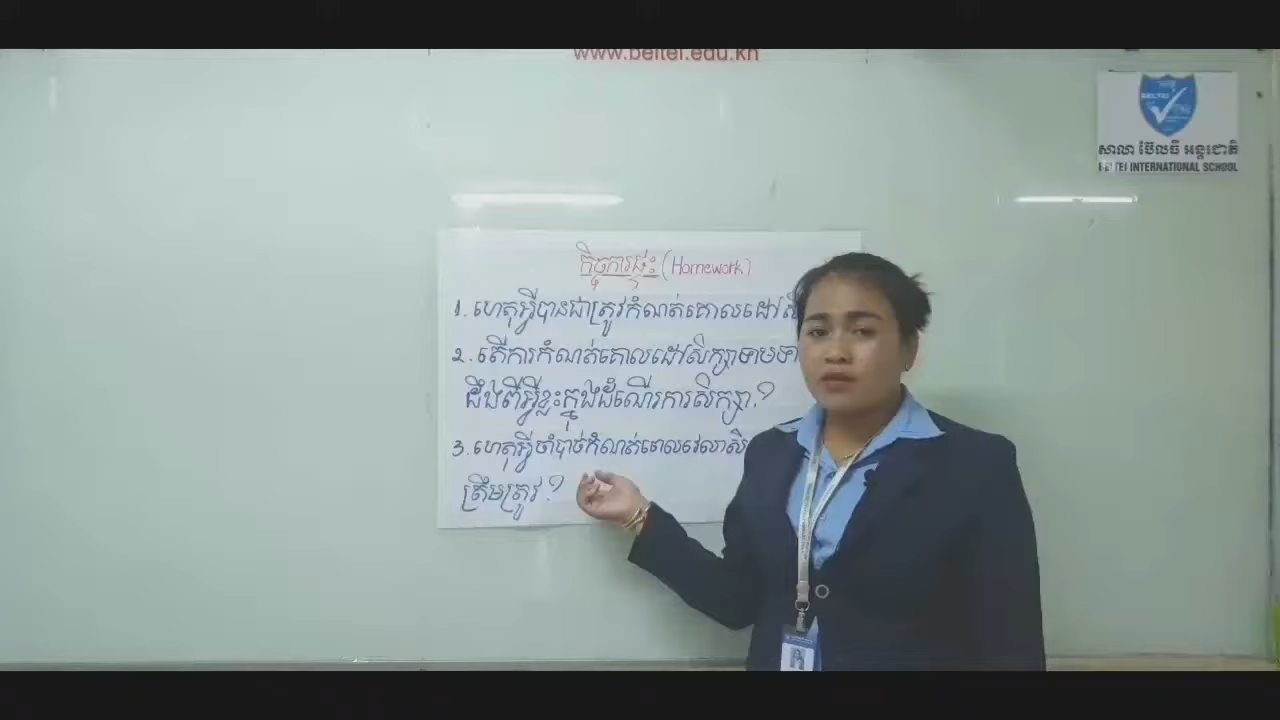 www.beltei.edu.kh
សាលា ប៊ែលធី អន្តរជាតិ
BELTEI INTERNATIONAL SCHOOL
កិច្ចការផ្ទះ (Homework)
1. ហេតុអ្វីបានជាត្រូវកំណត់គោលដៅសិ
2. តើការកំណត់គោលដៅសិក្សាទាមទា
ដឹងពីអ្វីខ្លះក្នុងដំណើរការសិក្សា?
3. ហេតុអ្វីចាំបាច់កំណត់ពេលវេលាសិ
ត្រឹមត្រូវ?